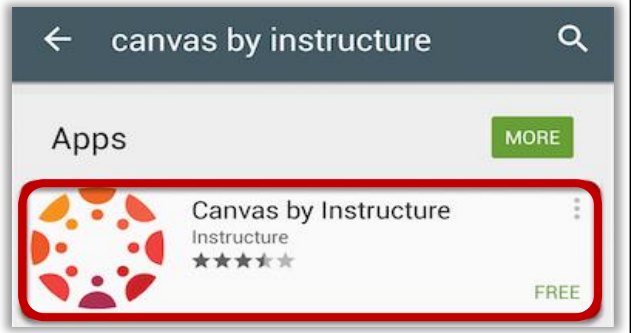 canvas by instructure
Apps
MORE
Canvas by Instructure
Instructure
FREE